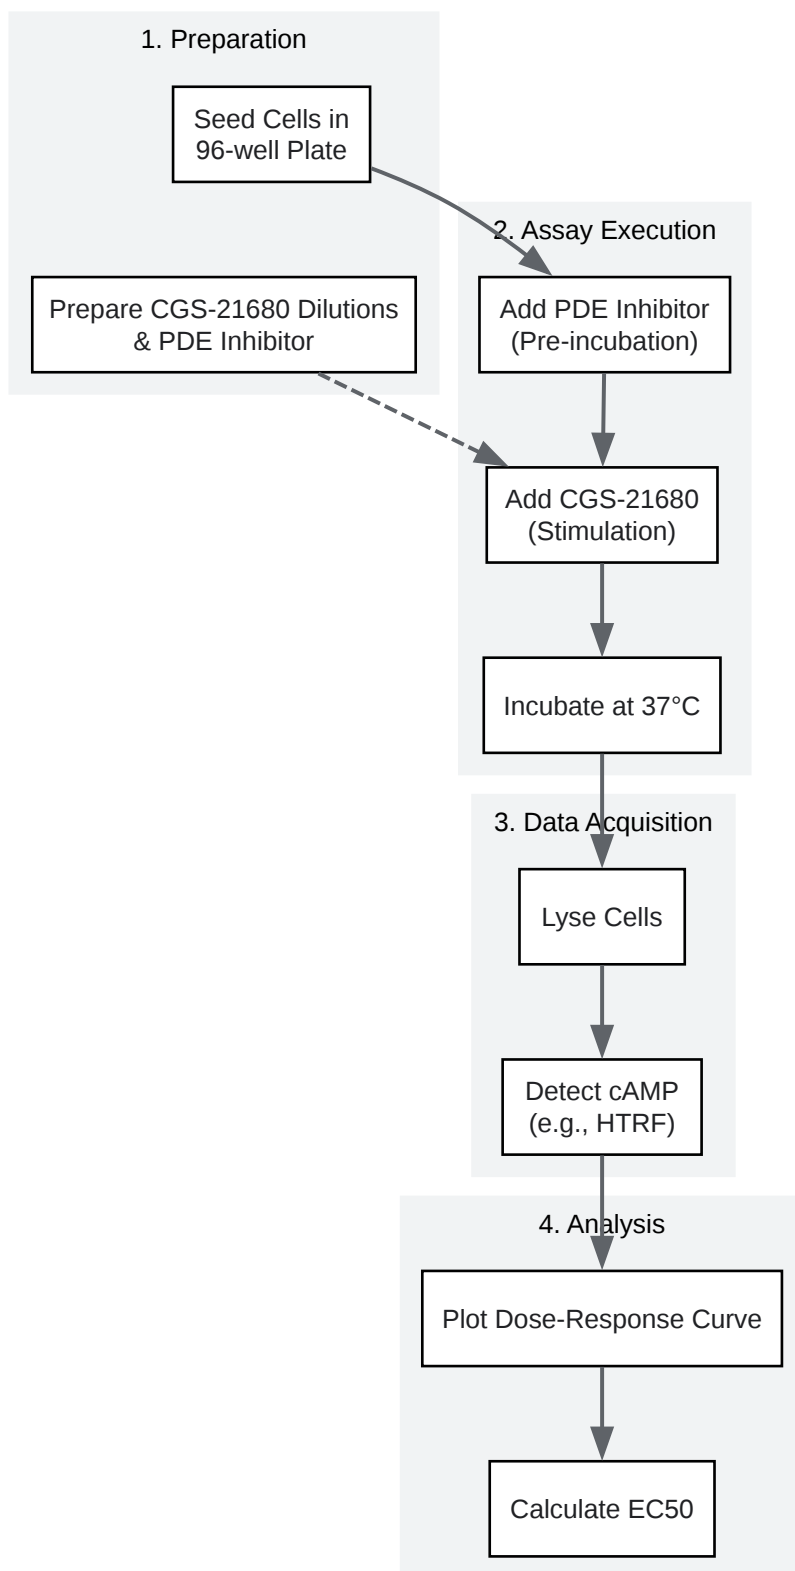 1. Preparation
Seed Cells in
96-well Plate
Prepare CGS-21680 Dilutions
& PDE Inhibitor
2. Assay Execution
Add PDE Inhibitor
(Pre-incubation)
Add CGS-21680
(Stimulation)
Incubate at 37°C
3. Data Acquisition
Lyse Cells
Detect cAMP
(e.g., HTRF)
4. Analysis
Plot Dose-Response Curve
Calculate EC50